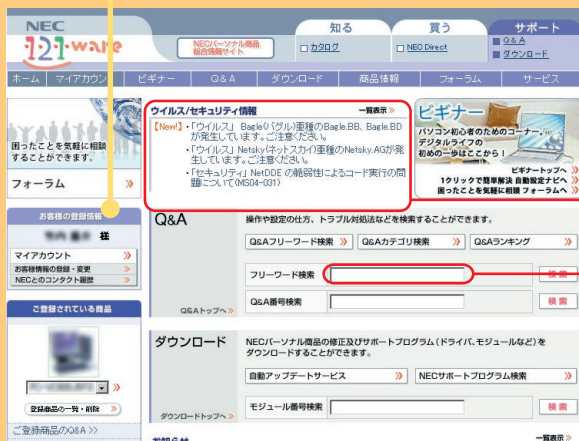 NEC
121ware
NECパーソナル商品
総合情報サイト
知る
カタログ
買う
NEC Direct
サポート
Q&A
ダウンロード
ホーム
マイアカウント
ビギナー
Q&A
ダウンロード
商品情報
フォーラム
サービス
困ったことを気軽に相談
することができます。
フォーラム
ウイルス/セキュリティ情報
一覧表示
【New!】・「ウイルス」 Bagle(バグル)亜種のBagle.BB、Bagle.BD
が発生しています。ご注意ください。
・「ウイルス」 Netsky(ネットスカイ)亜種のNetsky.AGが発
生しています。ご注意ください。
・「セキュリティ」 NetDDE の脆弱性によるコード実行の問
題について(MS04-031)
ビギナー
パソコン初心者のためのコーナー。
デジタルライフの
初めの一歩はここから!
ビギナートップへ
1クリックで簡単解決 自動設定ナビへ
困ったことを気軽に相談 フォーラムへ
お客様の登録情報
様
マイアカウント
お客様情報の登録・変更
NECとのコンタクト履歴
ご登録されている商品
登録商品の一覧・削除
ご登録商品のQ&A >>
Q&A
操作や設定の仕方、トラブル対処法などを検索することができます。
Q&Aフリーワード検索
Q&Aカテゴリ検索
Q&Aランキング
フリーワード検索
検索
Q&A番号検索
検索
Q&Aトップへ
ダウンロード
NECパーソナル商品の修正及びサポートプログラム(ドライバ、モジュールなど)を
ダウンロードすることができます。
自動アップデートサービス
NECサポートプログラム検索
モジュール番号検索
検索
ダウンロードトップへ
お知らせ
一覧表示